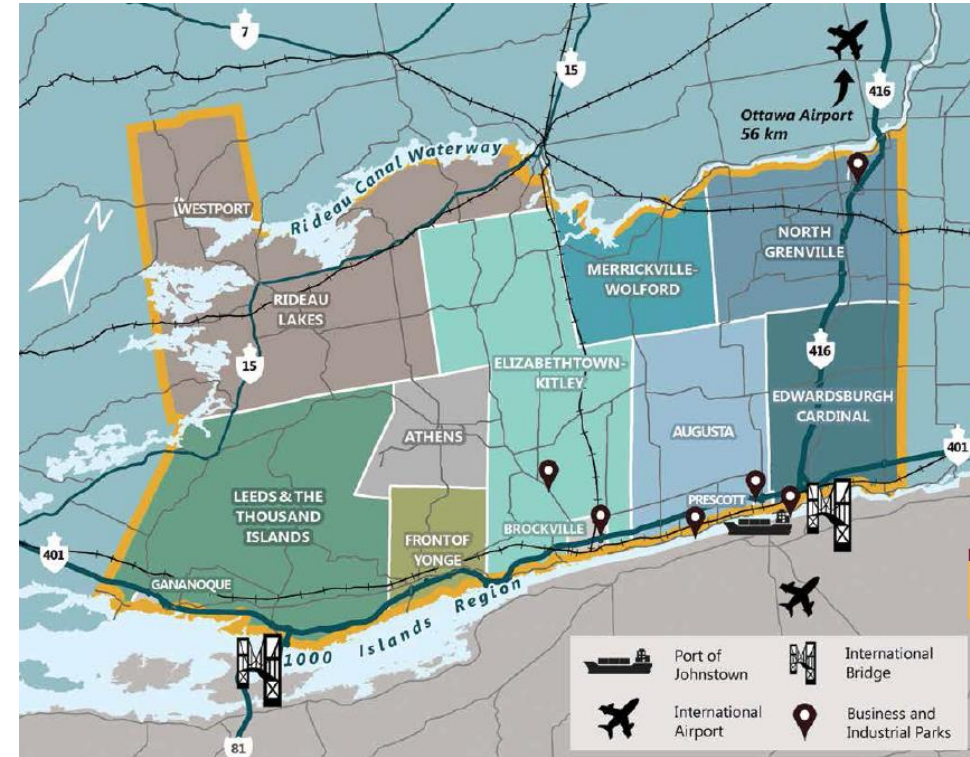 7
15
416
Ottawa Airport
56 km
Rideau Canal Waterway
N
WESTPORT
NORTH
GRENVILLE
MERRICKVILLE-
WOLFORD
RIDEAU
LAKES
15
416
ELIZABETHTOWN-
KITLEY
EDWARDSBURGH
CARDINAL
ATHENS
AUGUSTA
401
LEEDS & THE
THOUSAND
ISLANDS
PRESCOTT
BROCKVILLE
FRONT OF
YONGE
401
GANANOQUE
1000 Islands Region
81
Port of
Johnstown
International
Bridge
International
Airport
Business and
Industrial Parks